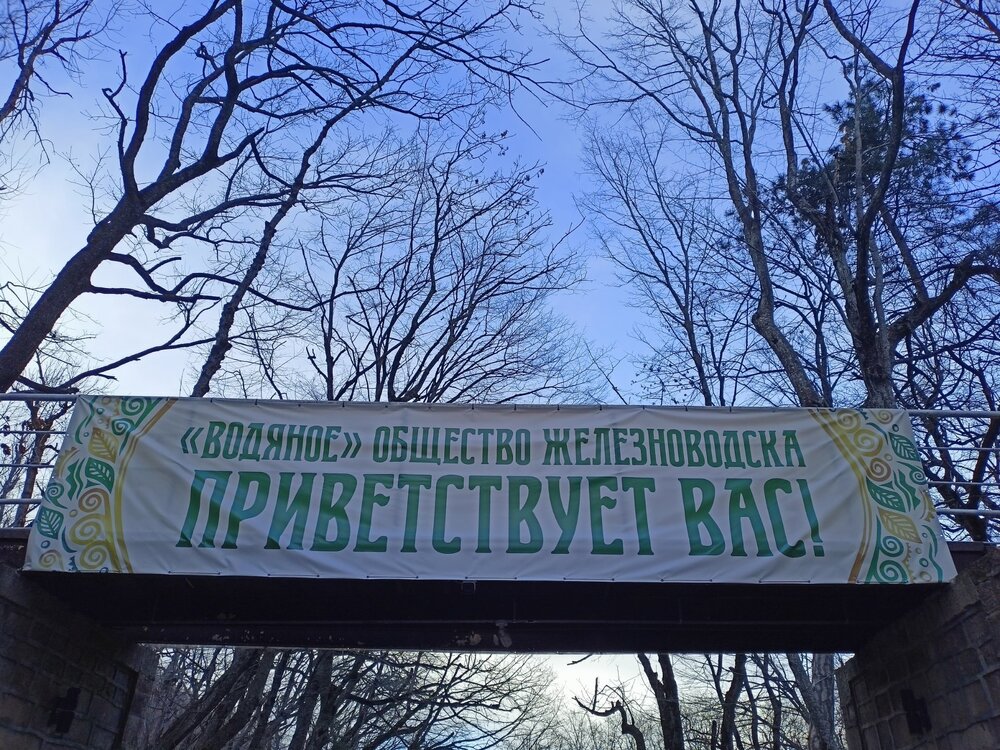 «ВОДЯНОЕ» ОБЩЕСТВО ЖЕЛЕЗНОВОДСКА
ПРИВЕТСТВУЕТ ВАС!